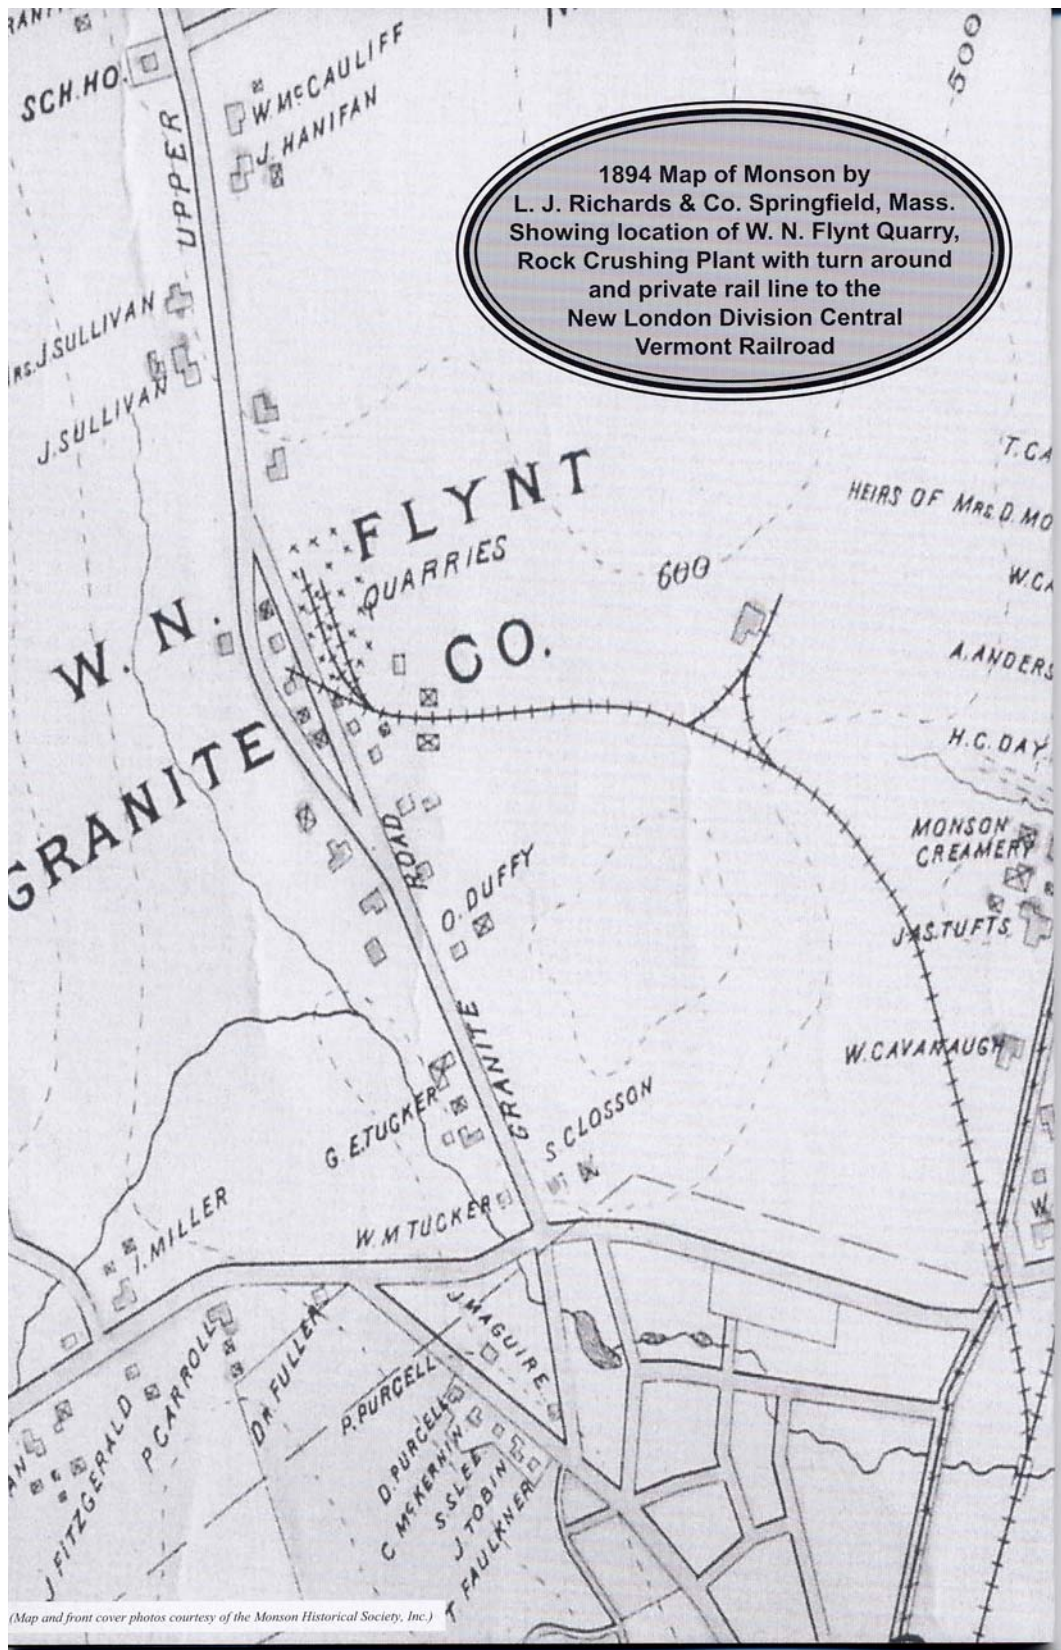 SCH.HO.
W. McCAULIFF
J. HANIFAN
UPPER
500
1894 Map of Monson by
L. J. Richards & Co. Springfield, Mass.
Showing location of W. N. Flynt Quarry,
Rock Crushing Plant with turn around
and private rail line to the
New London Division Central
Vermont Railroad
RS. J. SULLIVAN
J. SULLIVAN
T. CA
HEIRS OF MRS. D. MO
W. CA
W. N. FLYNT
QUARRIES
600
GRANITE CO.
A. ANDERS
H. C. DAY
MONSON
CREAMERY
JAS. TUFTS
ROAD
O. DUFFY
W. CAVANAUGH
GRANITE
G. E. TUCKER
S. CLOSSON
W
W. M TUCKER
I. MILLER
J. MAGUIRE
DR. FULLER
P. PURCELL
P CARROLL
D. PURCELL
C McKERNIN
S. SLEE
J. TOBIN
T FAULKNER
J FITZGERALD
AN
(Map and front cover photos courtesy of the Monson Historical Society, Inc.)